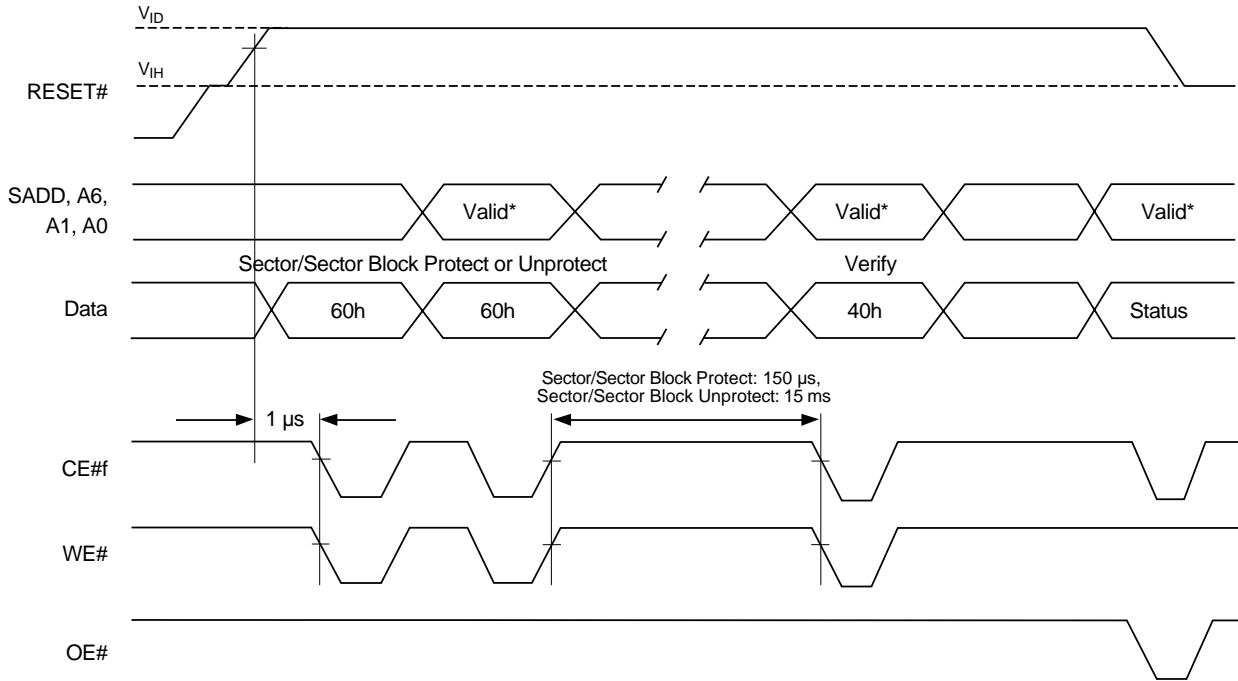 VID
VIH
RESET#
SADD, A6,
A1, A0
Valid*
Valid*
Valid*
Sector/Sector Block Protect or Unprotect
Verify
Data
60h
60h
40h
Status
Sector/Sector Block Protect: 150 µs,
Sector/Sector Block Unprotect: 15 ms
1 µs
CE#f
WE#
OE#